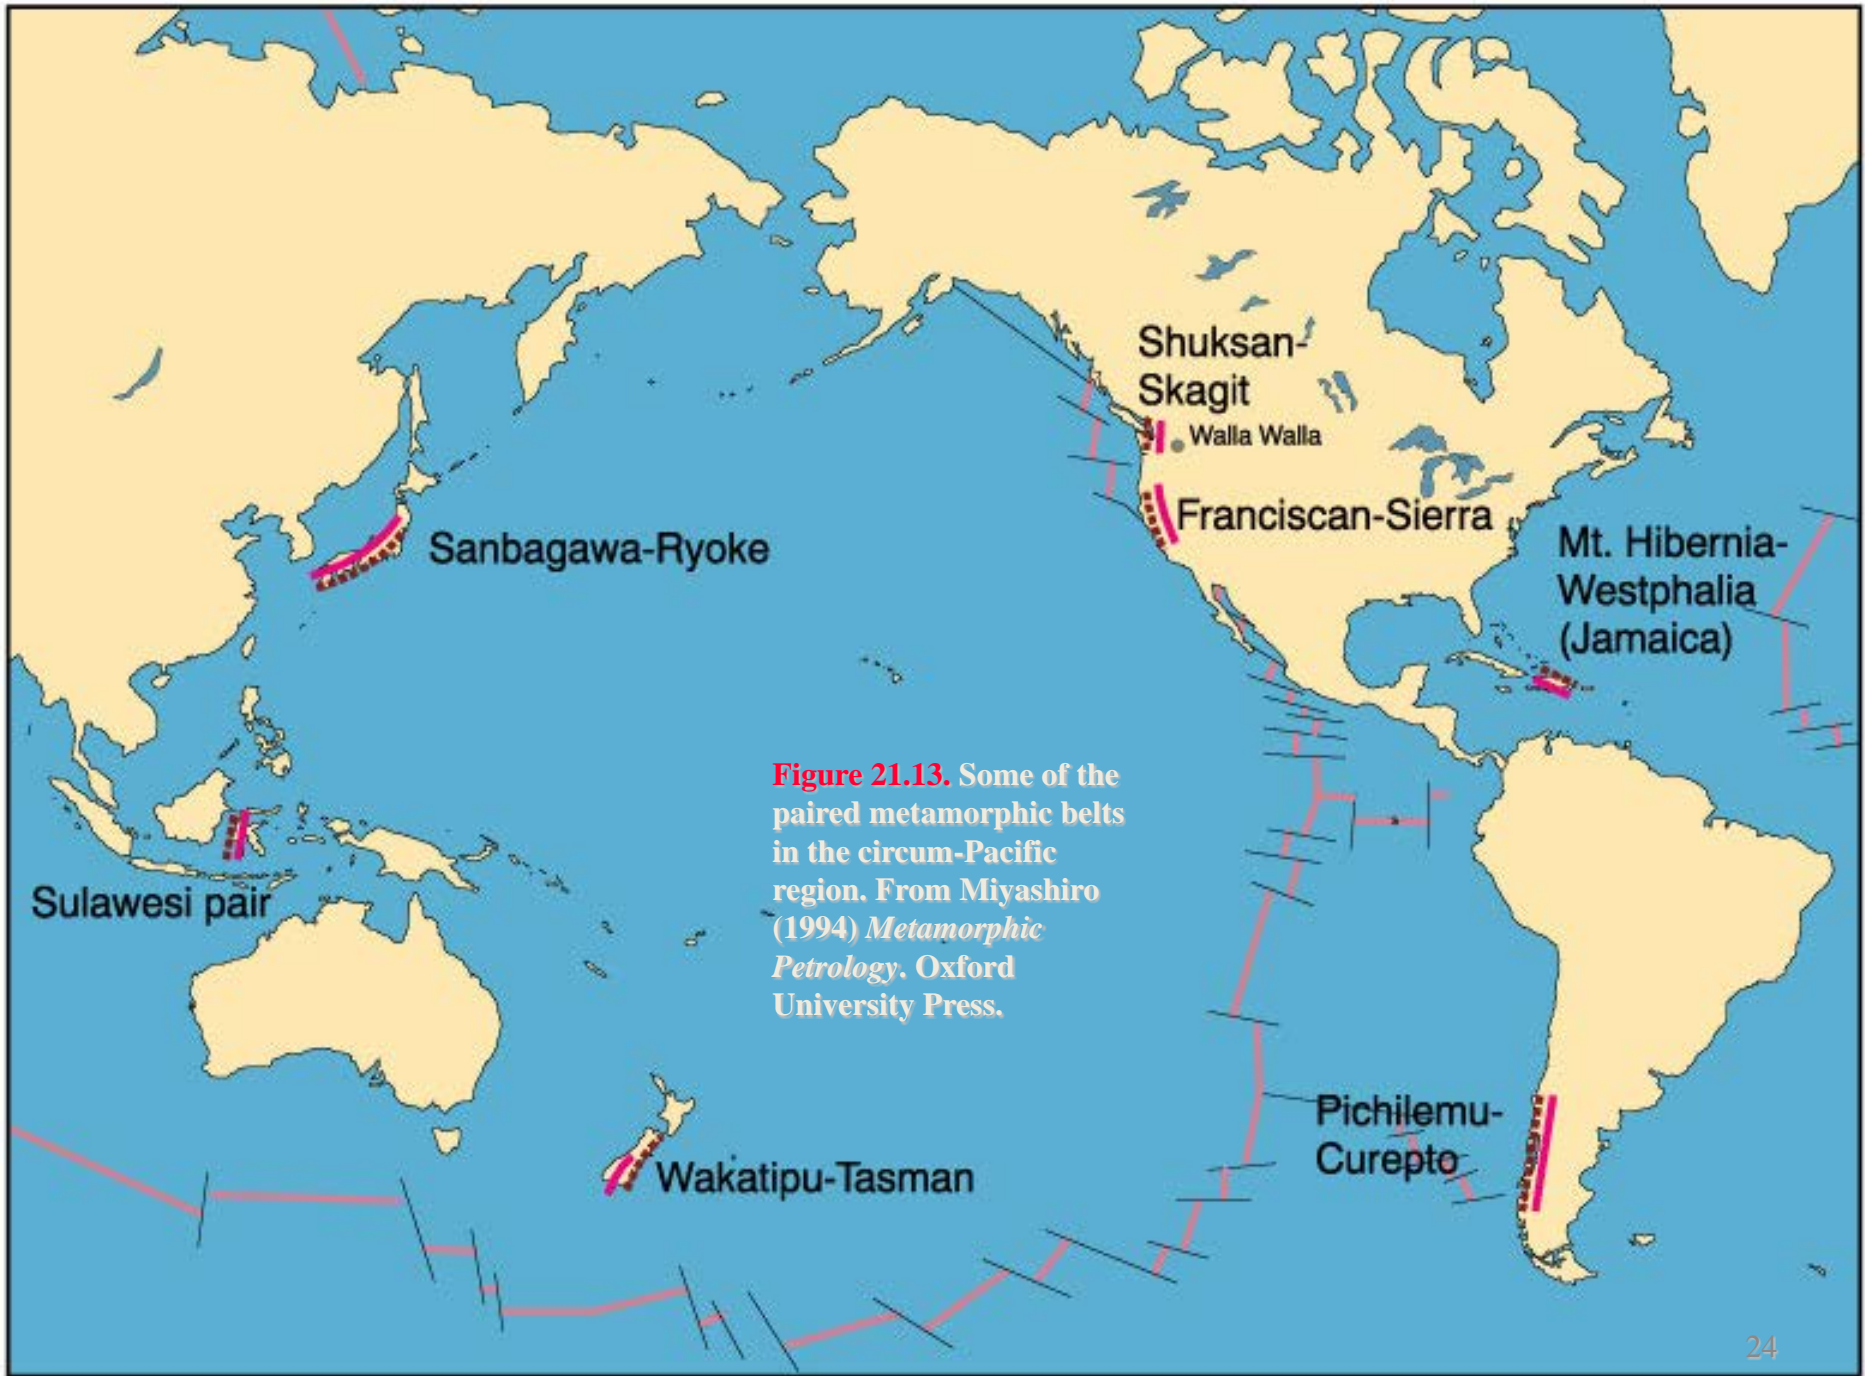 Shuksan-
Skagit
Walla Walla
Franciscan-Sierra
Sanbagawa-Ryoke
Mt. Hibernia-
Westphalia
(Jamaica)
Figure 21.13. Some of the
paired metamorphic belts
in the circum-Pacific
region. From Miyashiro
(1994) Metamorphic
Petrology. Oxford
University Press.
Sulawesi pair
Wakatipu-Tasman
Pichilemu-
Curepto
24